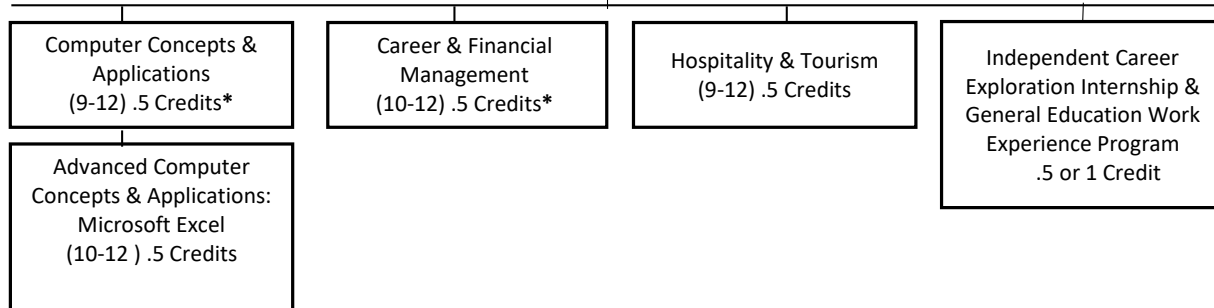 Computer Concepts &
Applications
(9-12) .5 Credits*
Career & Financial
Management
(10-12) .5 Credits*
Hospitality & Tourism
(9-12) .5 Credits
Independent Career
Exploration Internship &
General Education Work
Experience Program
.5 or 1 Credit
Advanced Computer
Concepts & Applications:
Microsoft Excel
(10-12 ) .5 Credits